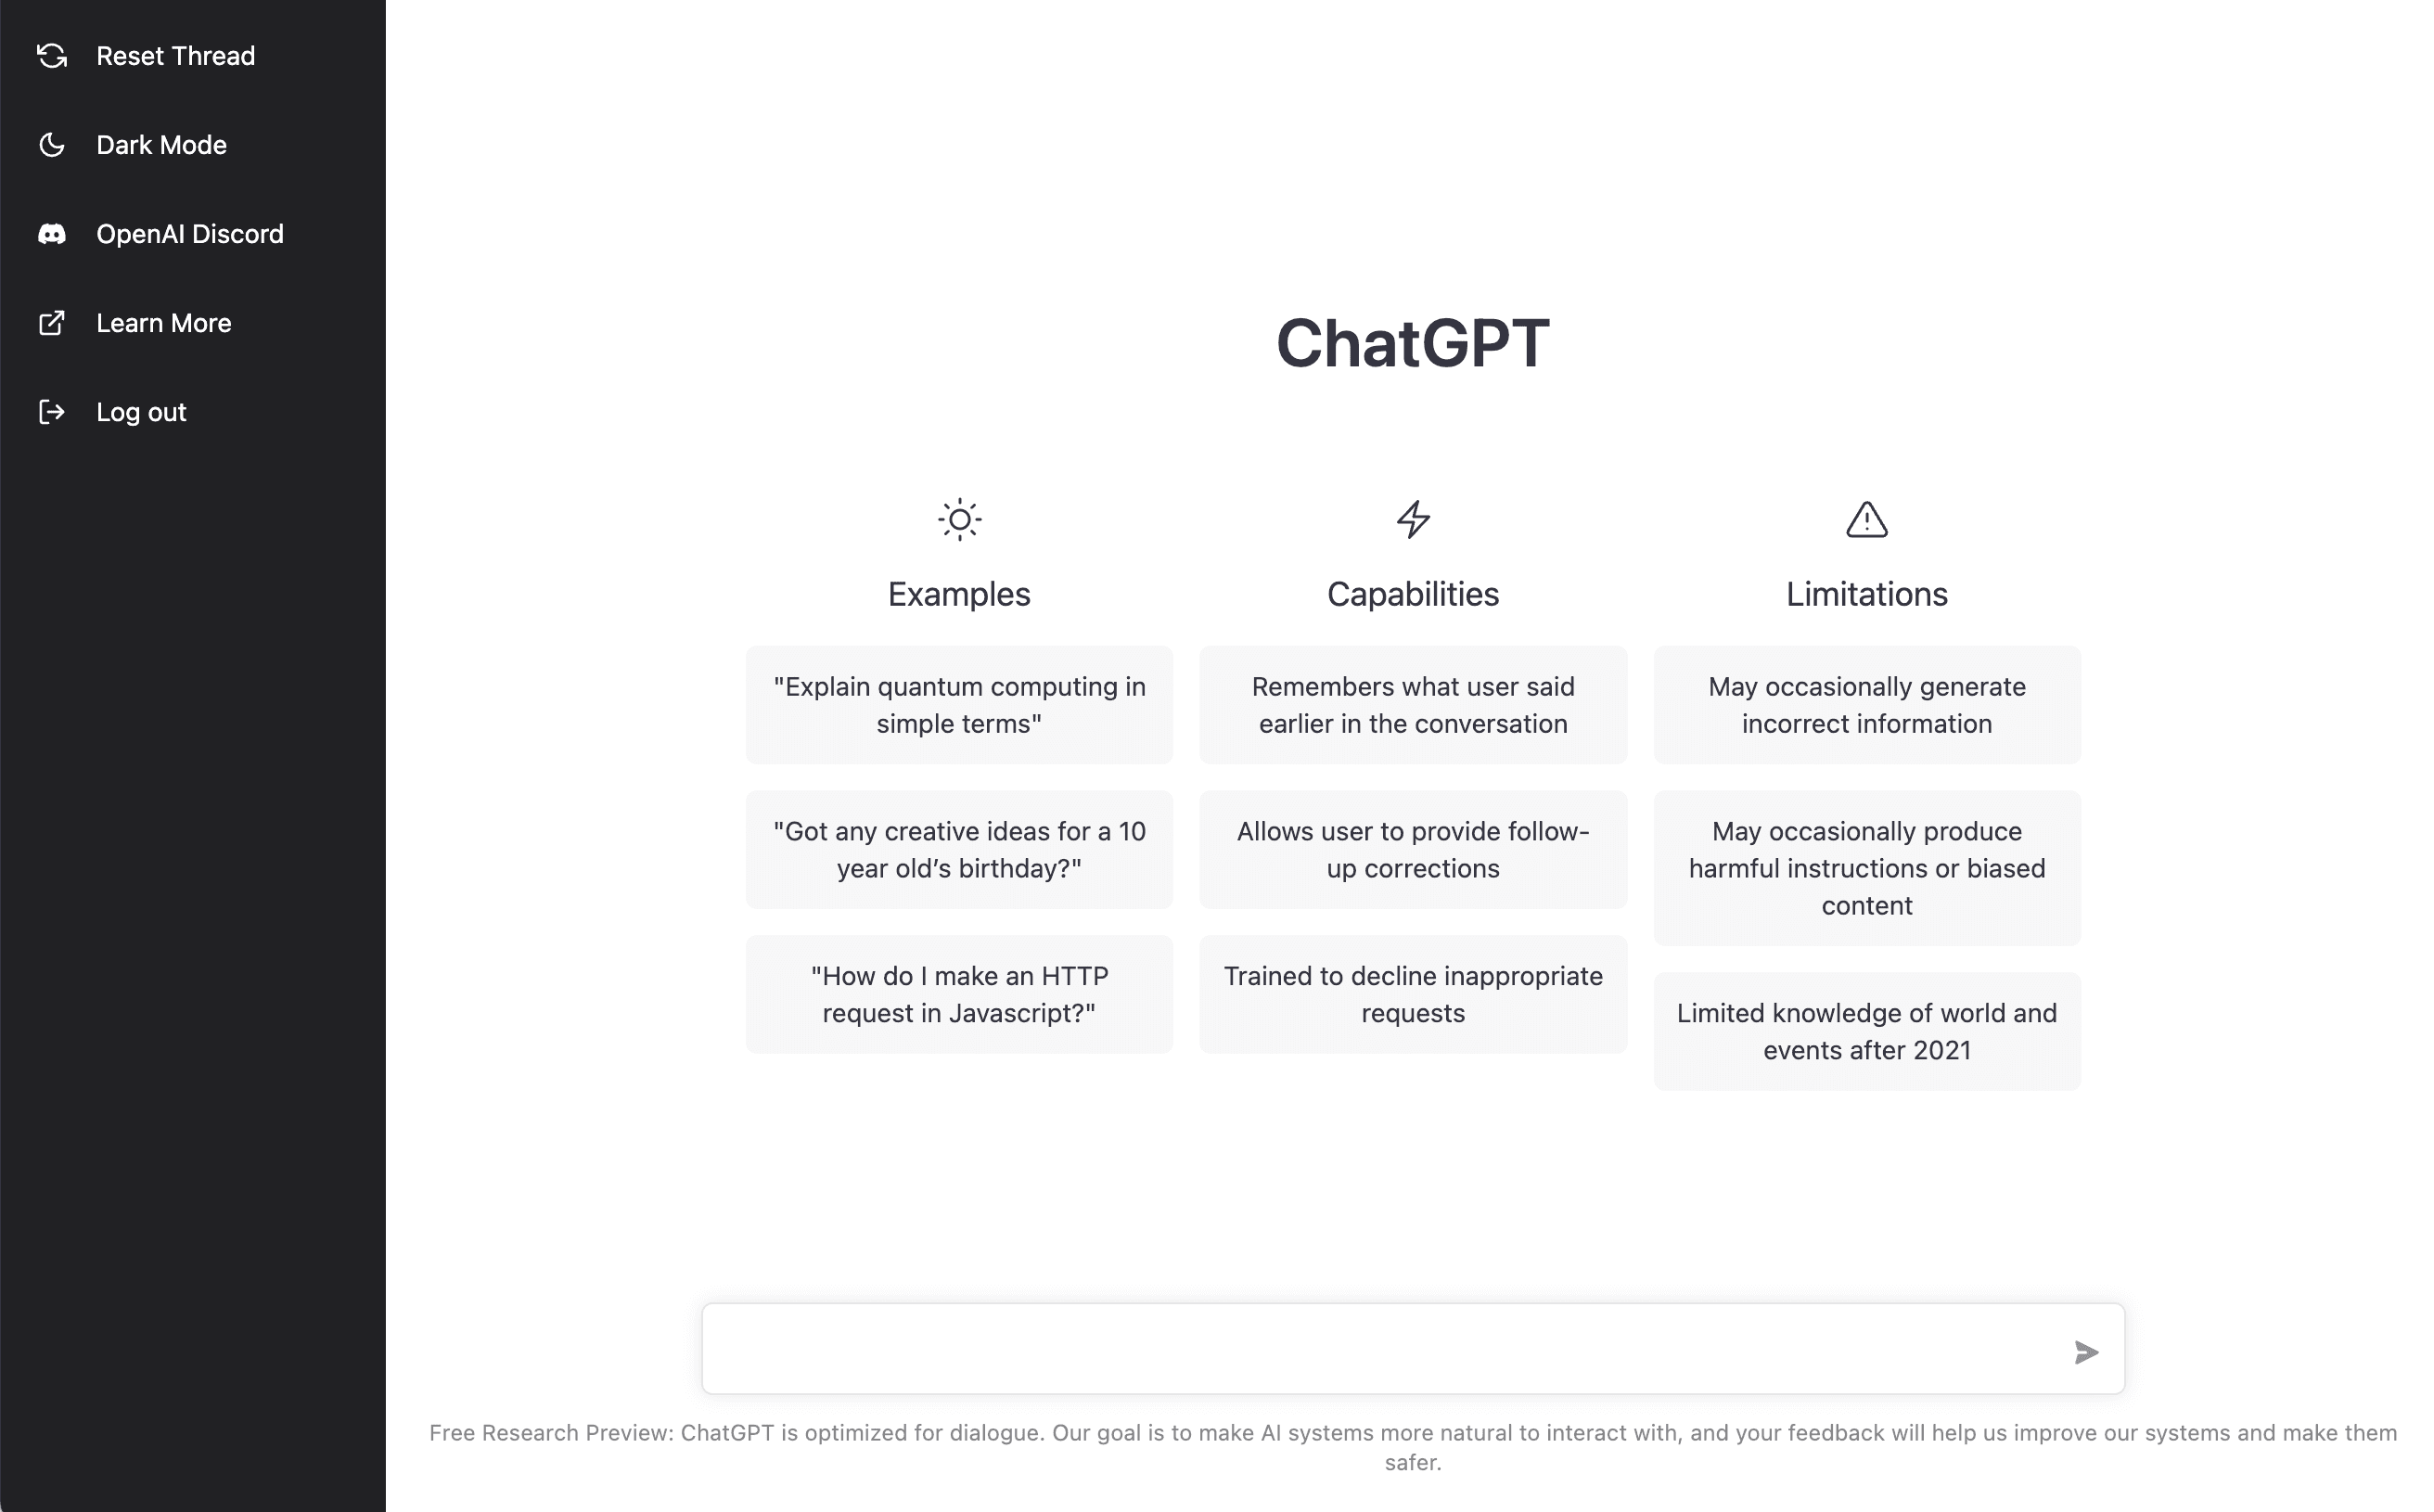 Reset Thread
Dark Mode
OpenAI Discord
Learn More
Log out
ChatGPT
Examples
"Explain quantum computing in
simple terms"
"Got any creative ideas for a 10
year old’s birthday?"
"How do I make an HTTP
request in Javascript?"
Capabilities
Remembers what user said
earlier in the conversation
Allows user to provide follow-
up corrections
Trained to decline inappropriate
requests
Limitations
May occasionally generate
incorrect information
May occasionally produce
harmful instructions or biased
content
Limited knowledge of world and
events after 2021
Free Research Preview: ChatGPT is optimized for dialogue. Our goal is to make AI systems more natural to interact with, and your feedback will help us improve our systems and make them
safer.